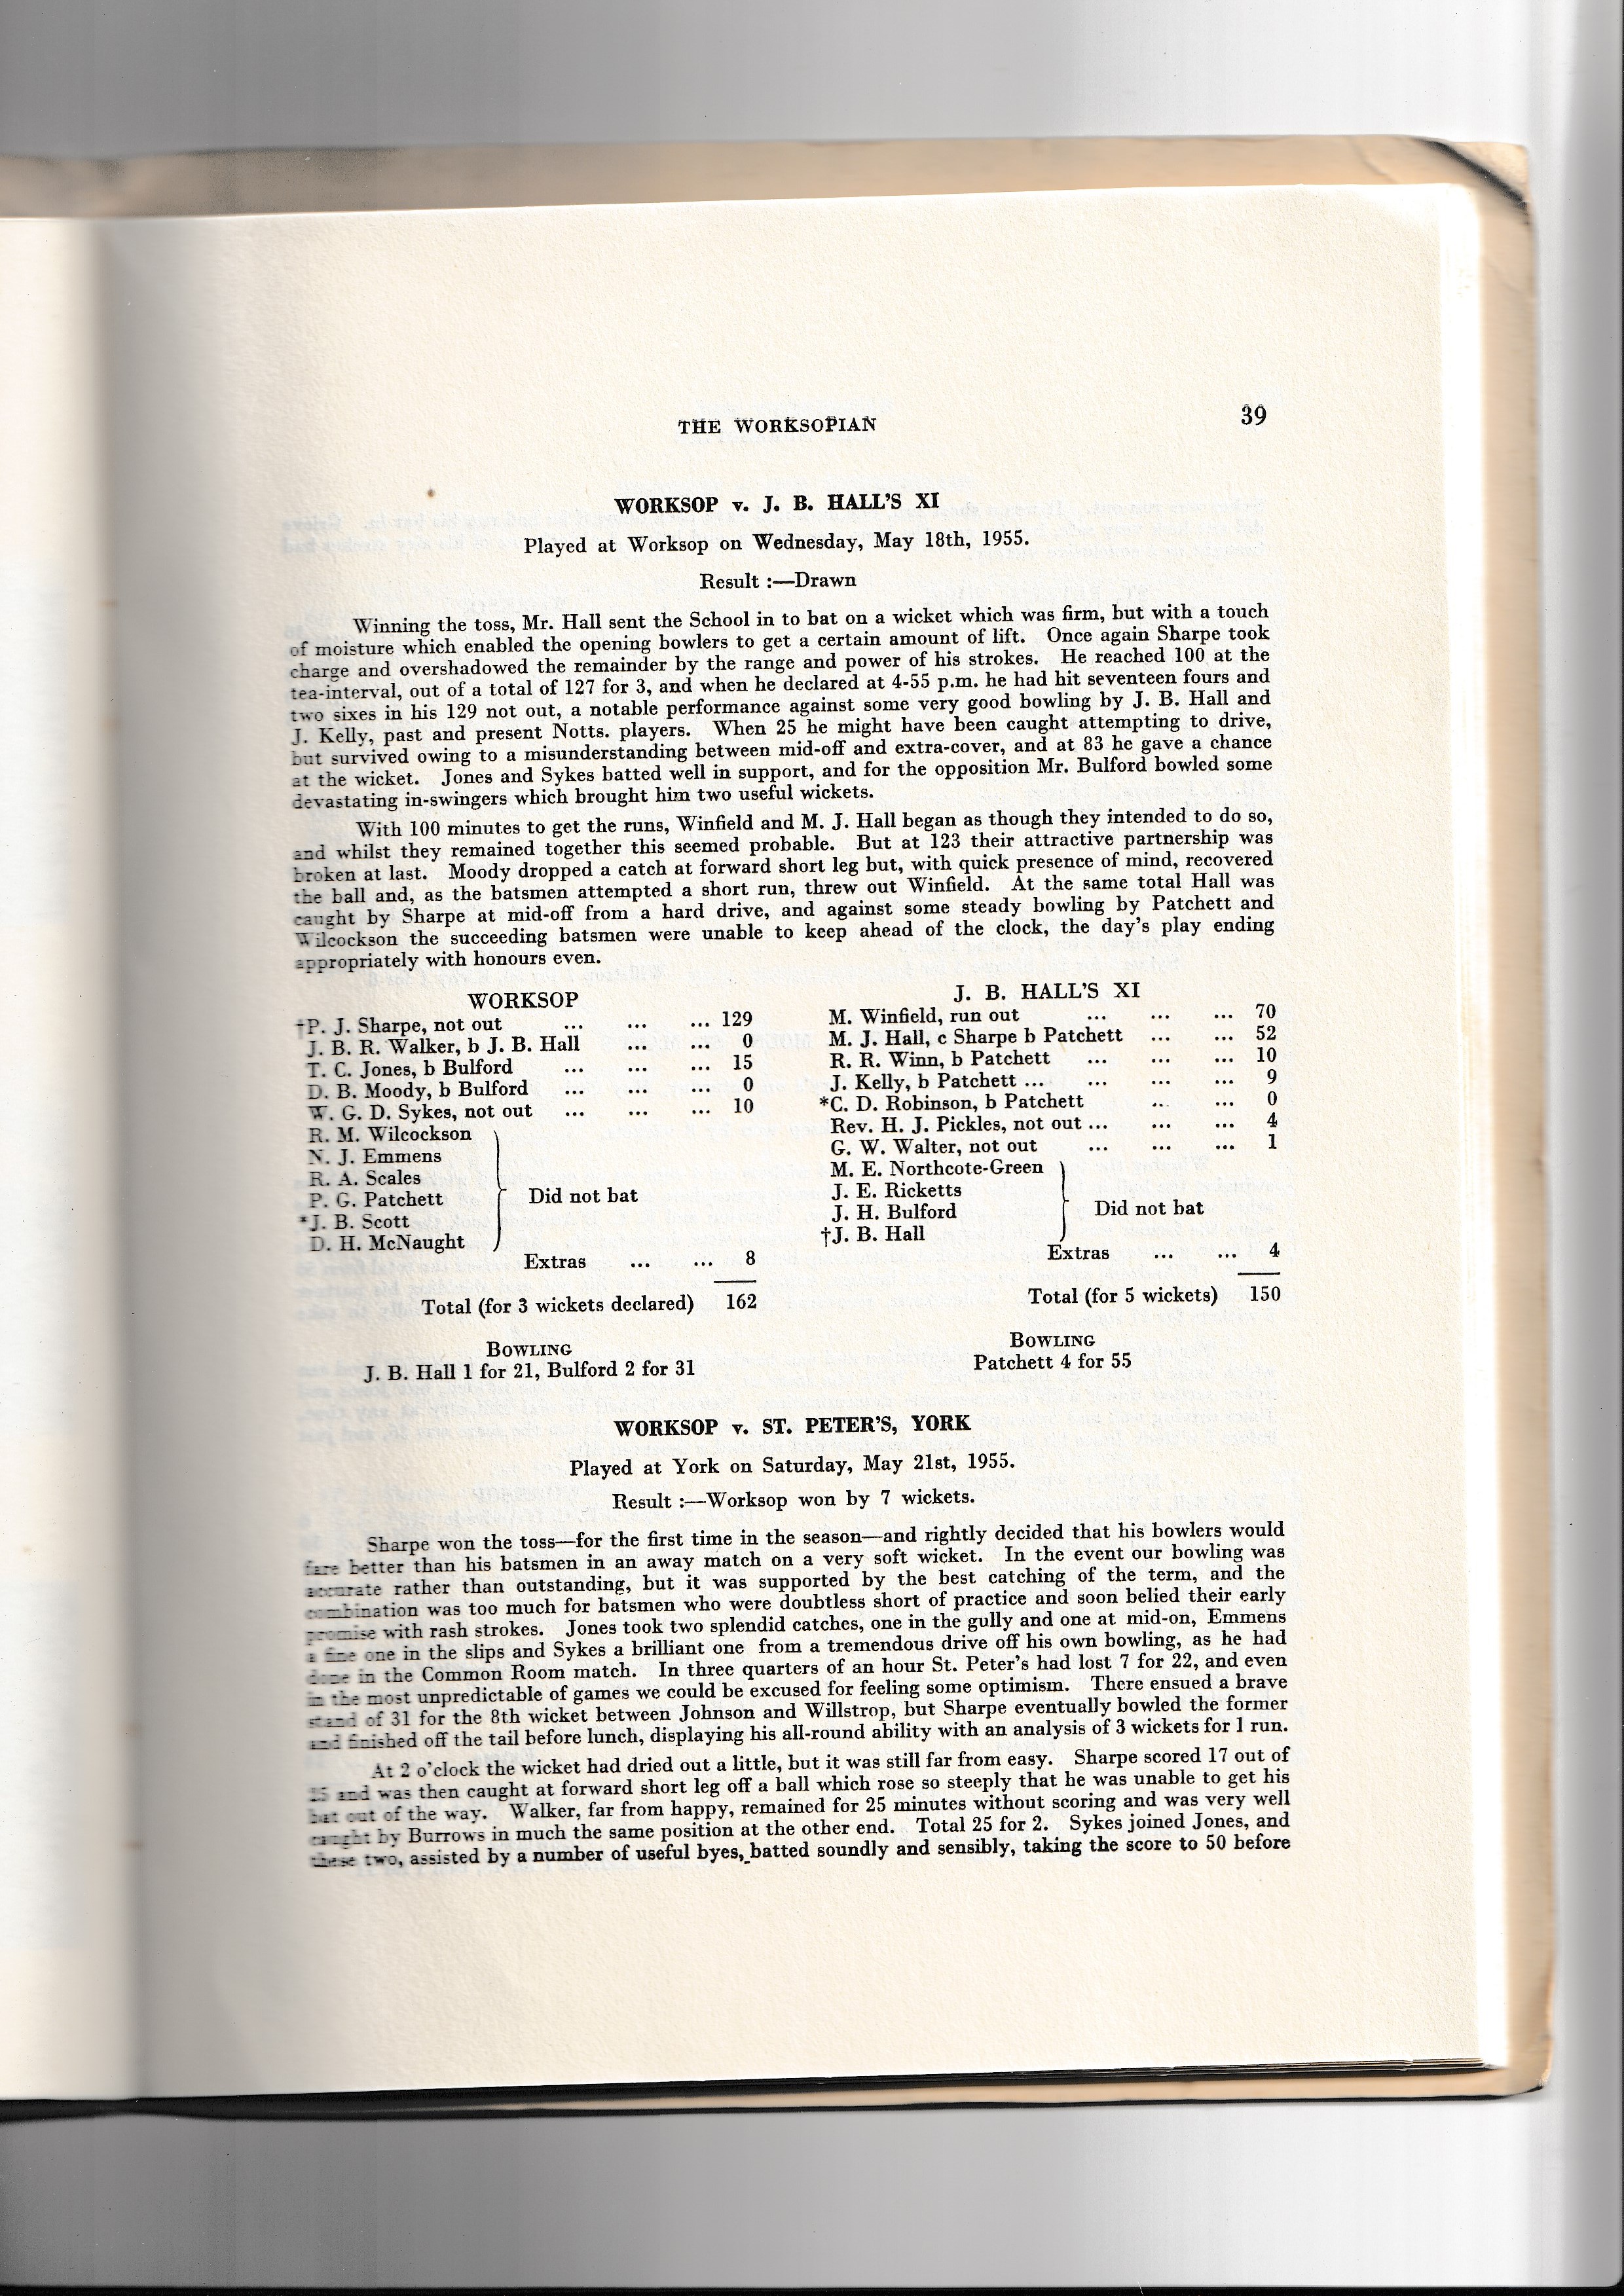 THE WORKSOPIAN
39
WORKSOP v. J. B. HALL'S XI
Played at Worksop on Wednesday, May 18th, 1955.
Result :—Drawn
Winning the toss, Mr. Hall sent the School in to bat on a wicket which was firm, but with a touch
of moisture which enabled the opening bowlers to get a certain amount of lift. Once again Sharpe took
charge and overshadowed the remainder by the range and power of his strokes. He reached 100 at the
tea-interval, out of a total of 127 for 3, and when he declared at 4-55 p.m. he had hit seventeen fours and
two sixes in his 129 not out, a notable performance against some very good bowling by J. B. Hall and
J. Kelly, past and present Notts. players. When 25 he might have been caught attempting to drive,
but survived owing to a misunderstanding between mid-off and extra-cover, and at 83 he gave a chance
at the wicket. Jones and Sykes batted well in support, and for the opposition Mr. Bulford bowled some
devastating in-swingers which brought him two useful wickets.
With 100 minutes to get the runs, Winfield and M. J. Hall began as though they intended to do so,
and whilst they remained together this seemed probable. But at 123 their attractive partnership was
broken at last. Moody dropped a catch at forward short leg but, with quick presence of mind, recovered
the ball and, as the batsmen attempted a short run, threw out Winfield. At the same total Hall was
caught by Sharpe at mid-off from a hard drive, and against some steady bowling by Patchett and
Wilcockson the succeeding batsmen were unable to keep ahead of the clock, the day's play ending
appropriately with honours even.
WORKSOP
†P. J. Sharpe, not out ... ... ... 129
J. B. R. Walker, b J. B. Hall ... ... 0
T. C. Jones, b Bulford ... ... ... 15
D. B. Moody, b Bulford ... ... ... 0
W. G. D. Sykes, not out ... ... ... 10
R. M. Wilcockson
N. J. Emmens
R. A. Scales
P. G. Patchett
Did not bat
*J. B. Scott
D. H. McNaught
Extras ... ... 8
Total (for 3 wickets declared) 162
BOWLING
J. B. Hall 1 for 21, Bulford 2 for 31
J. B. HALL'S XI
M. Winfield, run out ... ... ... 70
M. J. Hall, c Sharpe b Patchett ... ... 52
R. R. Winn, b Patchett ... ... ... 10
J. Kelly, b Patchett ... ... ... ... 9
*C. D. Robinson, b Patchett .. ... 0
Rev. H. J. Pickles, not out ... ... ... 4
G. W. Walter, not out ... ... ... 1
M. E. Northcote-Green
J. E. Ricketts
J. H. Bulford
Did not bat
†J. B. Hall
Extras ... ... 4
Total (for 5 wickets) 150
BOWLING
Patchett 4 for 55
WORKSOP v. ST. PETER'S, YORK
Played at York on Saturday, May 21st, 1955.
Result :—Worksop won by 7 wickets.
Sharpe won the toss—for the first time in the season—and rightly decided that his bowlers would
fare better than his batsmen in an away match on a very soft wicket. In the event our bowling was
accurate rather than outstanding, but it was supported by the best catching of the term, and the
combination was too much for batsmen who were doubtless short of practice and soon belied their early
promise with rash strokes. Jones took two splendid catches, one in the gully and one at mid-on, Emmens
a fine one in the slips and Sykes a brilliant one from a tremendous drive off his own bowling, as he had
done in the Common Room match. In three quarters of an hour St. Peter's had lost 7 for 22, and even
in the most unpredictable of games we could be excused for feeling some optimism. There ensued a brave
stand of 31 for the 8th wicket between Johnson and Willstrop, but Sharpe eventually bowled the former
and finished off the tail before lunch, displaying his all-round ability with an analysis of 3 wickets for 1 run.
At 2 o'clock the wicket had dried out a little, but it was still far from easy. Sharpe scored 17 out of
and was then caught at forward short leg off a ball which rose so steeply that he was unable to get his
bat out of the way. Walker, far from happy, remained for 25 minutes without scoring and was very well
caught by Burrows in much the same position at the other end. Total 25 for 2. Sykes joined Jones, and
these two, assisted by a number of useful byes, batted soundly and sensibly, taking the score to 50 before